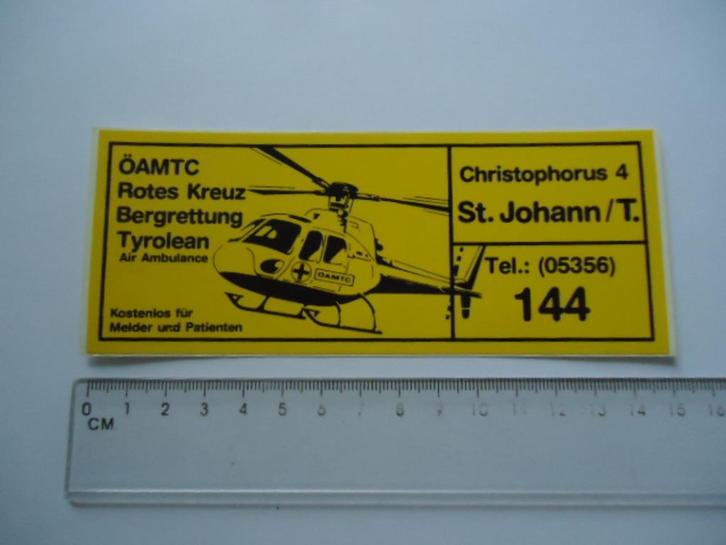 ÖAMTC
Rotes Kreuz
Bergrettung
Tyrolean
Air Ambulance
Kostenlos für
Melder und Patienten
ÖAMTC
Christophorus 4
St. Johann/T.
Tel.: (05356)
144
0 1 2 3 4 5 6 7 8 9 10 11 12 13 14 15 16
CM